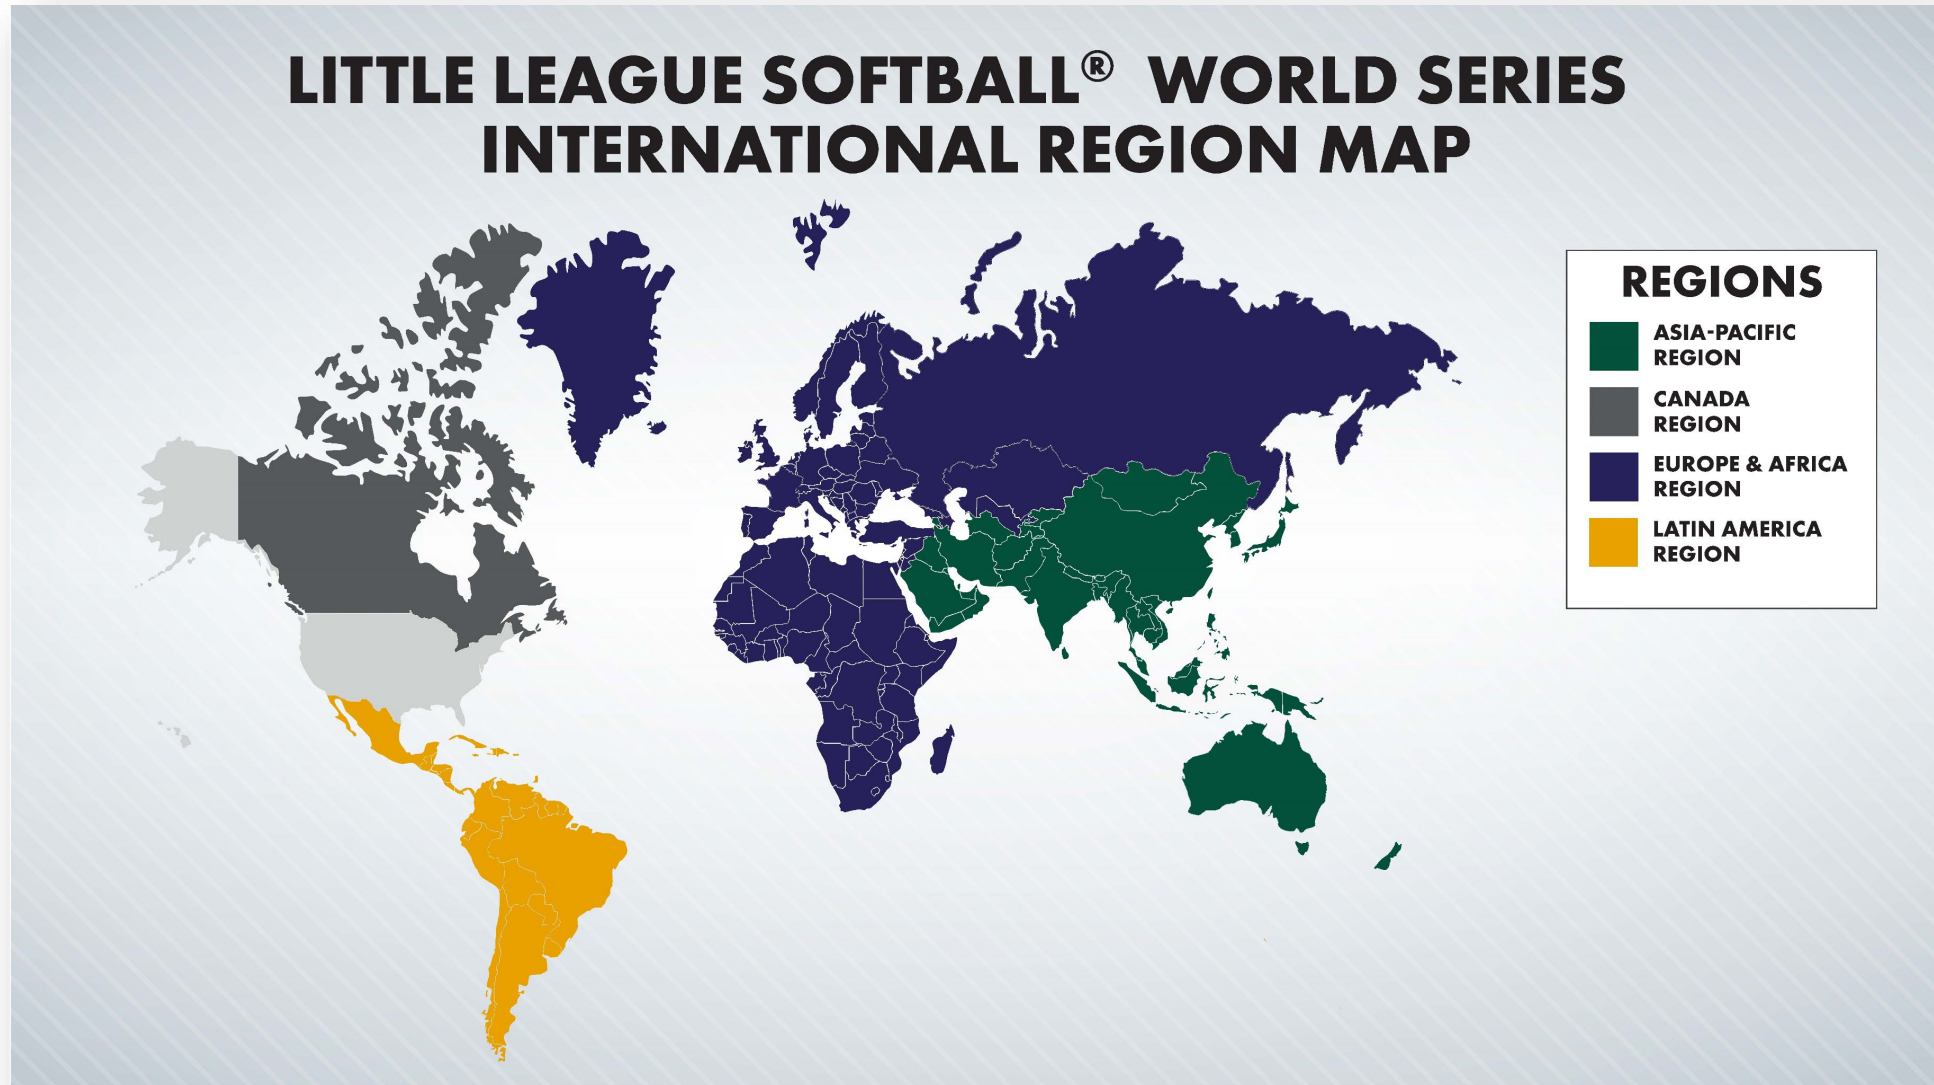 LITTLE LEAGUE SOFTBALL® WORLD SERIES
INTERNATIONAL REGION MAP
REGIONS
ASIA-PACIFIC
REGION
CANADA
REGION
EUROPE & AFRICA
REGION
LATIN AMERICA
REGION